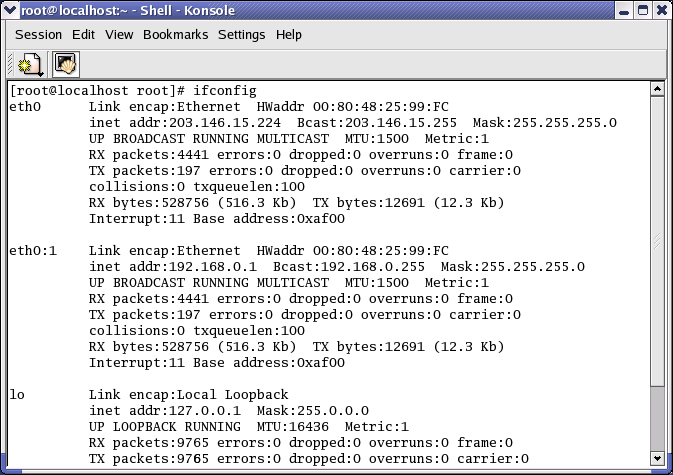 root@localhost:~ - Shell - Konsole
Session Edit View Bookmarks Settings Help
[root@localhost root]# ifconfig
eth0      Link encap:Ethernet  HWaddr 00:80:48:25:99:FC
          inet addr:203.146.15.224  Bcast:203.146.15.255  Mask:255.255.255.0
          UP BROADCAST RUNNING MULTICAST  MTU:1500  Metric:1
          RX packets:4441 errors:0 dropped:0 overruns:0 frame:0
          TX packets:197 errors:0 dropped:0 overruns:0 carrier:0
          collisions:0 txqueuelen:100
          RX bytes:528756 (516.3 Kb)  TX bytes:12691 (12.3 Kb)
          Interrupt:11 Base address:0xaf00
eth0:1    Link encap:Ethernet  HWaddr 00:80:48:25:99:FC
          inet addr:192.168.0.1  Bcast:192.168.0.255  Mask:255.255.255.0
          UP BROADCAST RUNNING MULTICAST  MTU:1500  Metric:1
          RX packets:4441 errors:0 dropped:0 overruns:0 frame:0
          TX packets:197 errors:0 dropped:0 overruns:0 carrier:0
          collisions:0 txqueuelen:100
          RX bytes:528756 (516.3 Kb)  TX bytes:12691 (12.3 Kb)
          Interrupt:11 Base address:0xaf00
lo        Link encap:Local Loopback
          inet addr:127.0.0.1  Mask:255.0.0.0
          UP LOOPBACK RUNNING  MTU:16436  Metric:1
          RX packets:9765 errors:0 dropped:0 overruns:0 frame:0
          TX packets:9765 errors:0 dropped:0 overruns:0 carrier:0